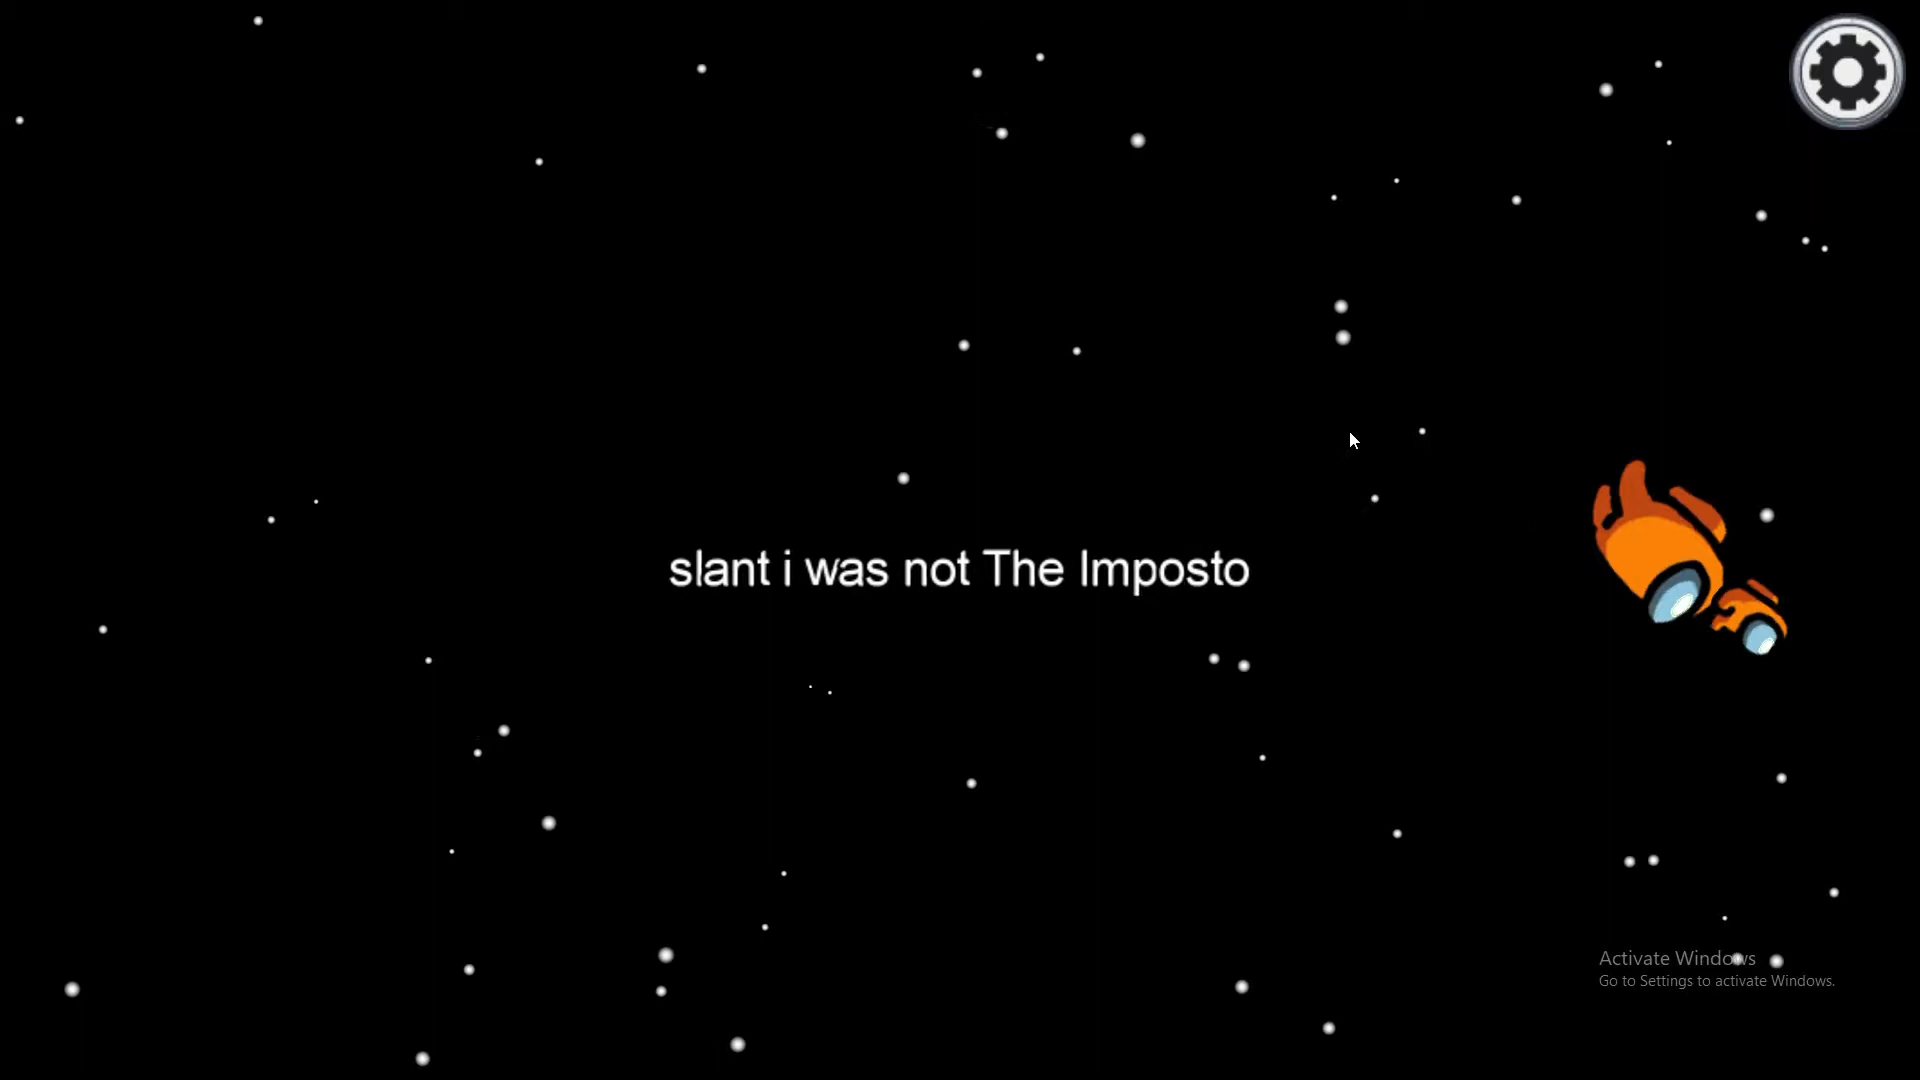 slant i was not The Imposto
Activate Windows
Go to Settings to activate Windows.